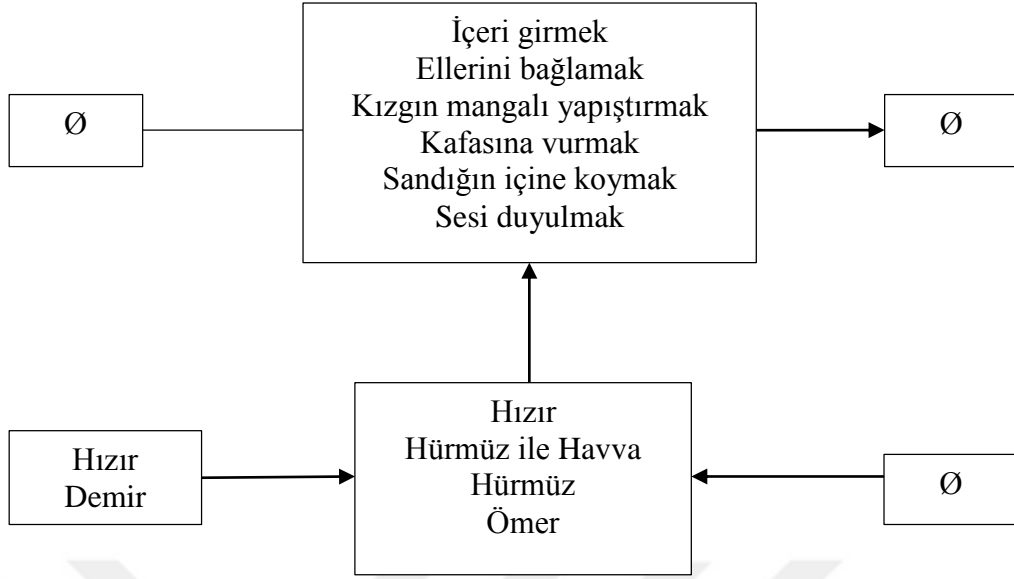 Ø
İçeri girmek
Ellerini bağlamak
Kızgın mangalı yapıştırmak
Kafasına vurmak
Sandığın içine koymak
Sesi duyulmak
Ø
Hızır
Demir
Hızır
Hürmüz ile Havva
Hürmüz
Ömer
Ø